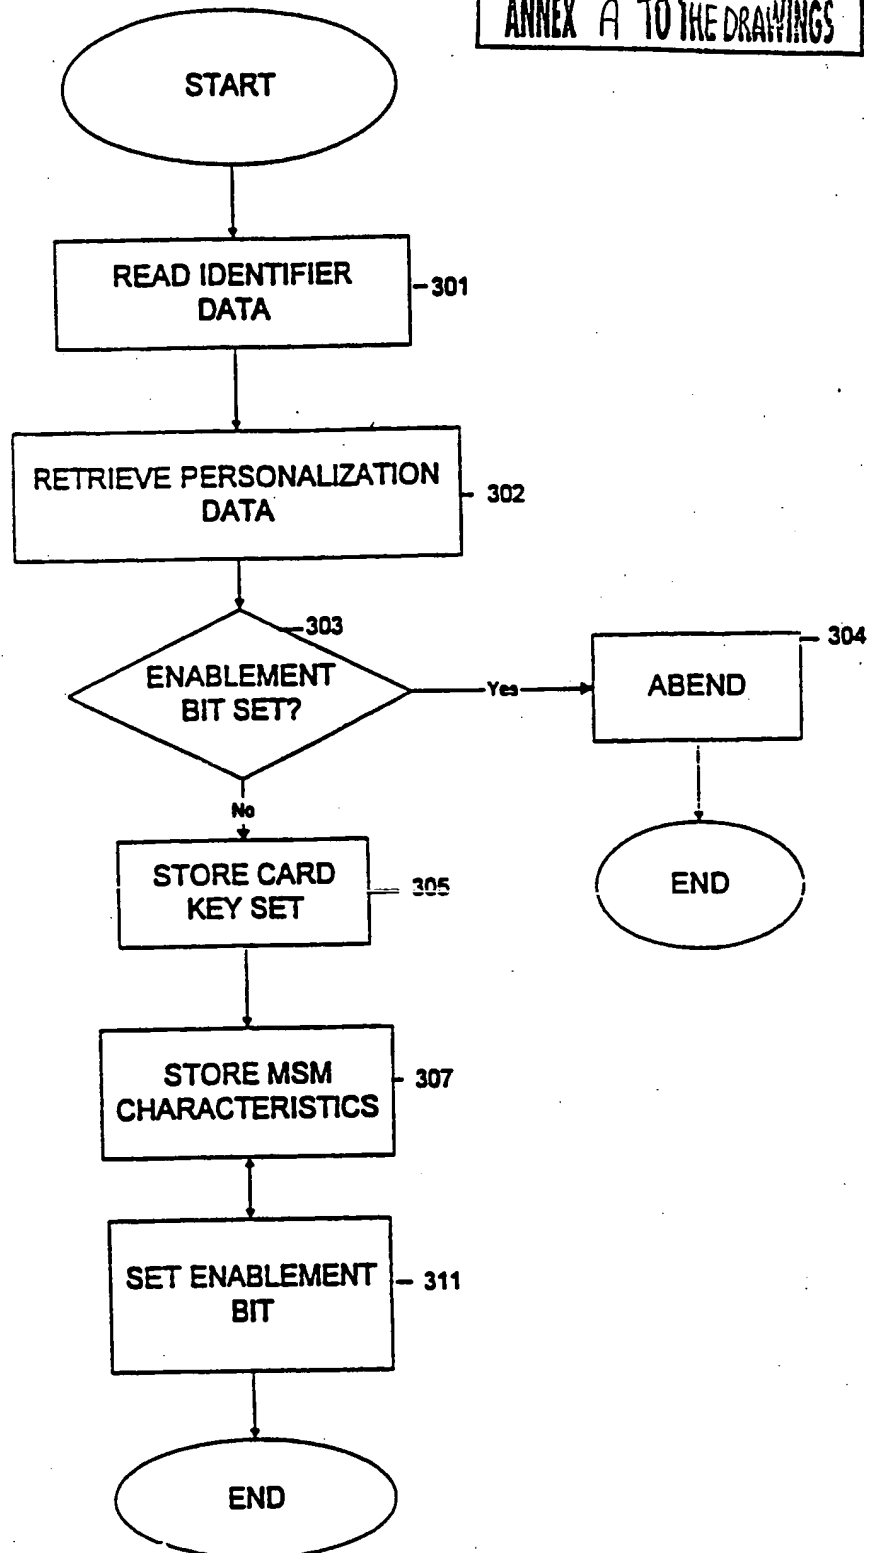 ANNEX A TO THE DRAWINGS
START
READ IDENTIFIER
DATA
301
RETRIEVE PERSONALIZATION
DATA
302
303
ENABLEMENT
BIT SET?
Yes
ABEND
304
END
No
STORE CARD
KEY SET
305
STORE MSM
CHARACTERISTICS
307
SET ENABLEMENT
BIT
311
END